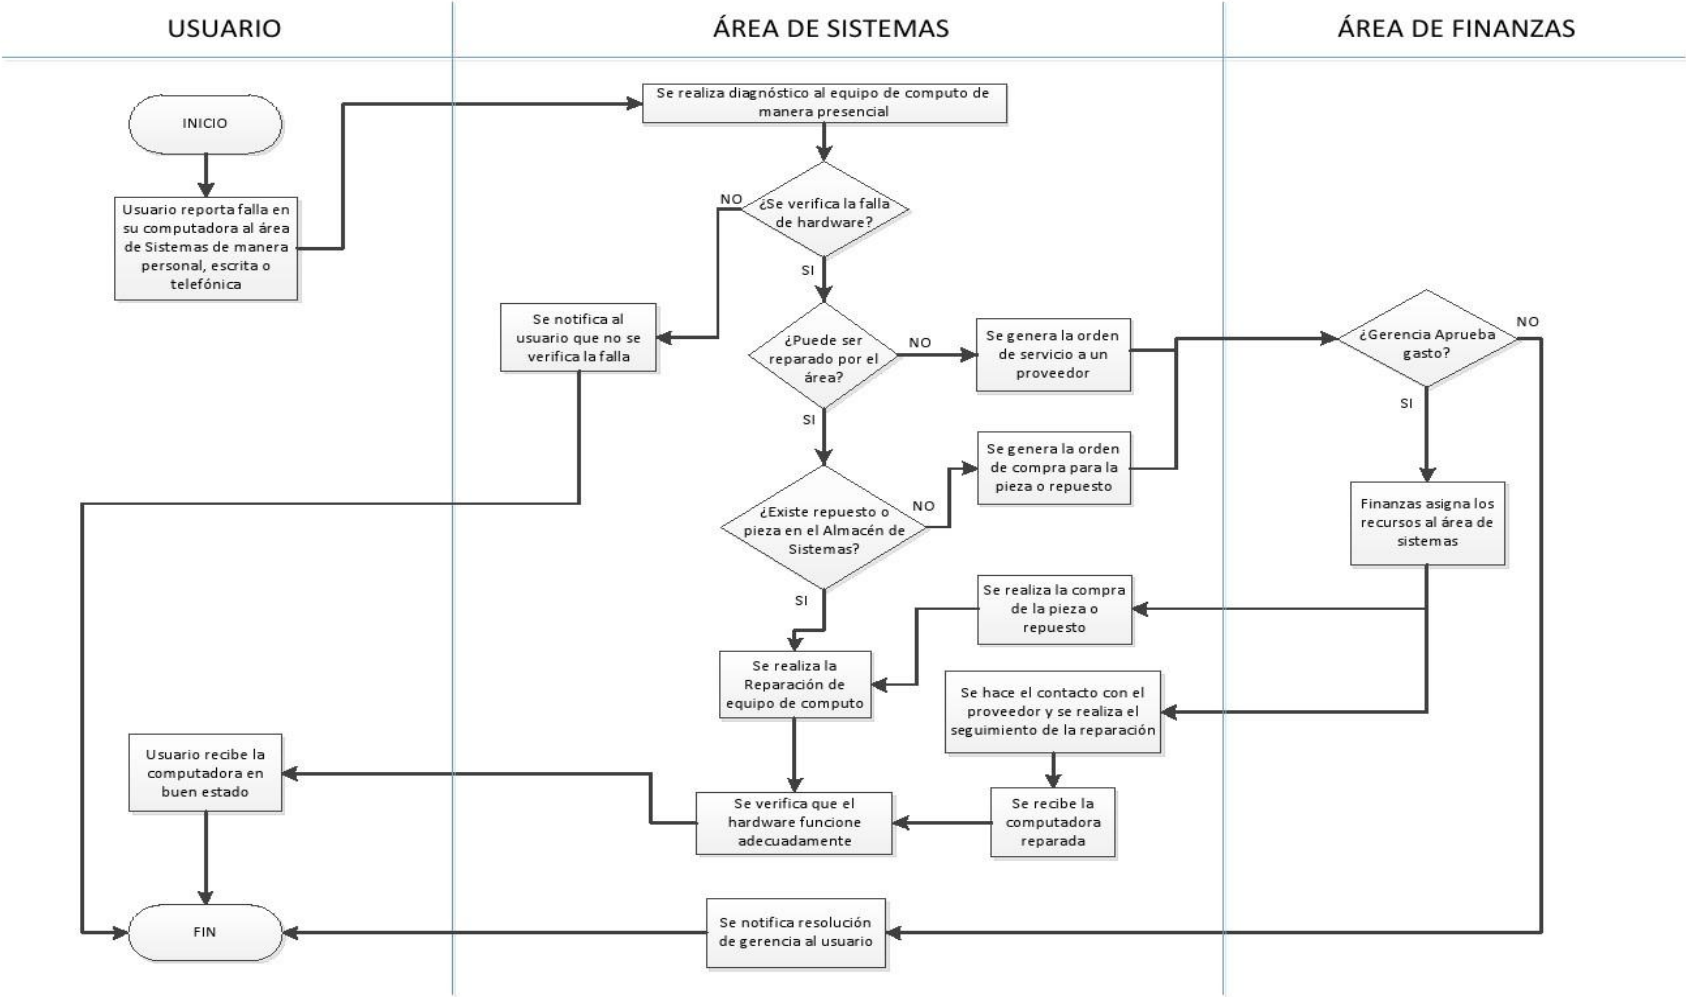 USUARIO
ÁREA DE SISTEMAS
ÁREA DE FINANZAS
INICIO
Usuario reporta falla en
su computadora al área
de Sistemas de manera
personal, escrita o
telefónica
Se realiza diagnóstico al equipo de computo de
manera presencial
¿Se verifica la falla
de hardware?
NO
SI
Se notifica al
usuario que no se
verifica la falla
¿Puede ser
reparado por el
área?
NO
SI
Se genera la orden
de servicio a un
proveedor
¿Gerencia Aprueba
gasto?
NO
SI
Se genera la orden
de compra para la
pieza o repuesto
¿Existe repuesto o
pieza en el Almacén de
Sistemas?
NO
SI
Finanzas asigna los
recursos al área de
sistemas
Se realiza la compra
de la pieza o
repuesto
Se realiza la
Reparación de
equipo de computo
Se hace el contacto con el
proveedor y se realiza el
seguimiento de la reparación
Usuario recibe la
computadora en
buen estado
Se verifica que el
hardware funcione
adecuadamente
Se recibe la
computadora
reparada
FIN
Se notifica resolución
de gerencia al usuario